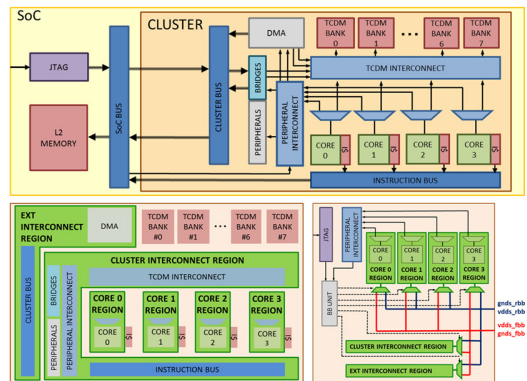 SoC
CLUSTER
JTAG
L2
MEMORY
SoC BUS
CLUSTER BUS
DMA
BRIDGES
PERIPHERALS
PERIPHERAL
INTERCONNECT
TCDM
BANK
0
TCDM
BANK
1
TCDM
BANK
6
TCDM
BANK
7
TCDM INTERCONNECT
CORE
0
I$
CORE
1
I$
CORE
2
I$
CORE
3
I$
INSTRUCTION BUS
EXT
INTERCONNECT
REGION
DMA
TCDM
BANK
#0
TCDM
BANK
#1
TCDM
BANK
#6
TCDM
BANK
#7
CLUSTER BUS
CLUSTER INTERCONNECT REGION
BRIDGES
PERIPHERALS
PERIPHERAL INTERCONNECT
TCDM INTERCONNECT
CORE 0
REGION
CORE
0
I$
CORE 1
REGION
CORE
1
I$
CORE 2
REGION
CORE
2
I$
CORE 3
REGION
CORE
3
I$
INSTRUCTION BUS
JTAG
PERIPHERAL
INTERCONNECT
BB UNIT
CORE
0
CORE 0
REGION
CORE
1
CORE 1
REGION
CORE
2
CORE 2
REGION
CORE
3
CORE 3
REGION
gnds_rbb
vdds_rbb
vdds_fbb
gnds_fbb
CLUSTER INTERCONNECT REGION
EXT INTERCONNECT REGION